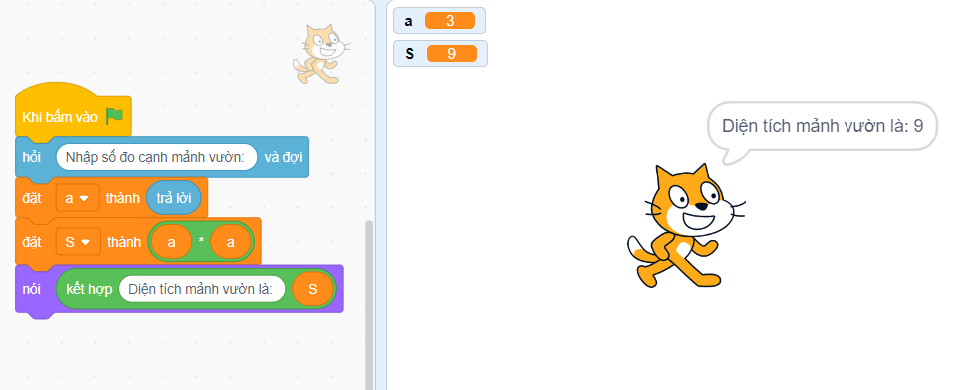 Khi bấm vào
hỏi Nhập số đo cạnh mảnh vườn: và đợi
đặt a thành trả lời
đặt S thành a * a
nói kết hợp Diện tích mảnh vườn là: S
a 3
S 9
Diện tích mảnh vườn là: 9